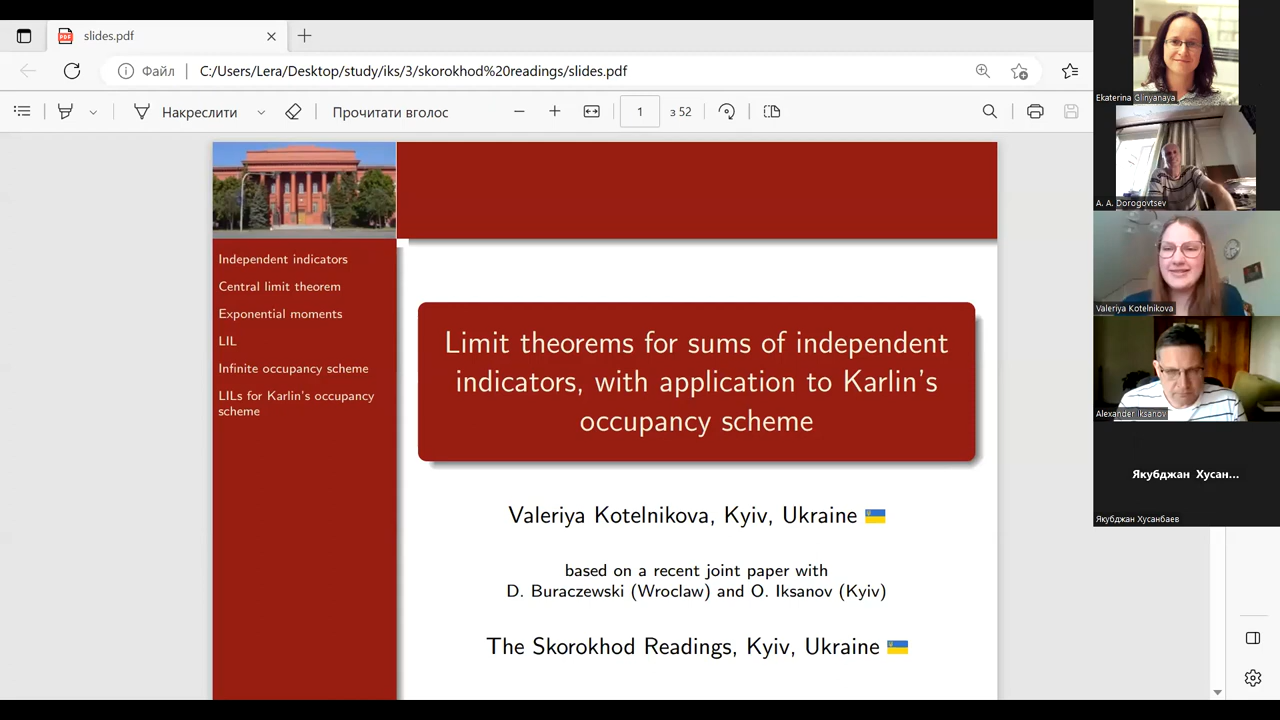 slides.pdf
Файл
C:/Users/Lera/Desktop/study/iks/3/skorokhod%20readings/slides.pdf
Накреслити
Прочитати вголос
1
з 52
Independent indicators
Central limit theorem
Exponential moments
LIL
Infinite occupancy scheme
LILs for Karlin's occupancy
scheme
Limit theorems for sums of independent
indicators, with application to Karlin's
occupancy scheme
Valeriya Kotelnikova, Kyiv, Ukraine
based on a recent joint paper with
D. Buraczewski (Wroclaw) and O. Iksanov (Kyiv)
The Skorokhod Readings, Kyiv, Ukraine
Ekaterina Glinyanaya
A. A. Dorogovtsev
Valeriya Kotelnikova
Alexander Iksanov
Якубджан Хусан...
Якубджан Хусанбаев